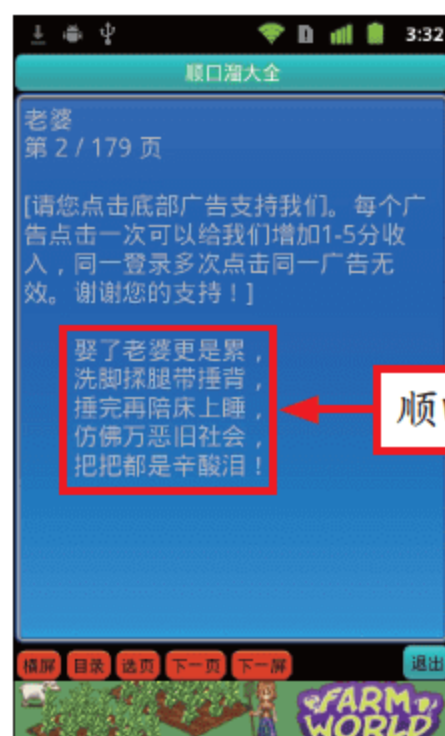 3:32
顺口溜大全
老婆
第 2 / 179 页
[请您点击底部广告支持我们。每个广
告点击一次可以给我们增加1-5分收
入，同一登录多次点击同一广告无
效。谢谢您的支持！]
娶了老婆更是累，
洗脚揉腿带捶背，
捶完再陪床上睡，
仿佛万恶旧社会，
把把都是辛酸泪！
顺
横屏 目录 选页 下一页 下一屏 退出
FARM
WORLD